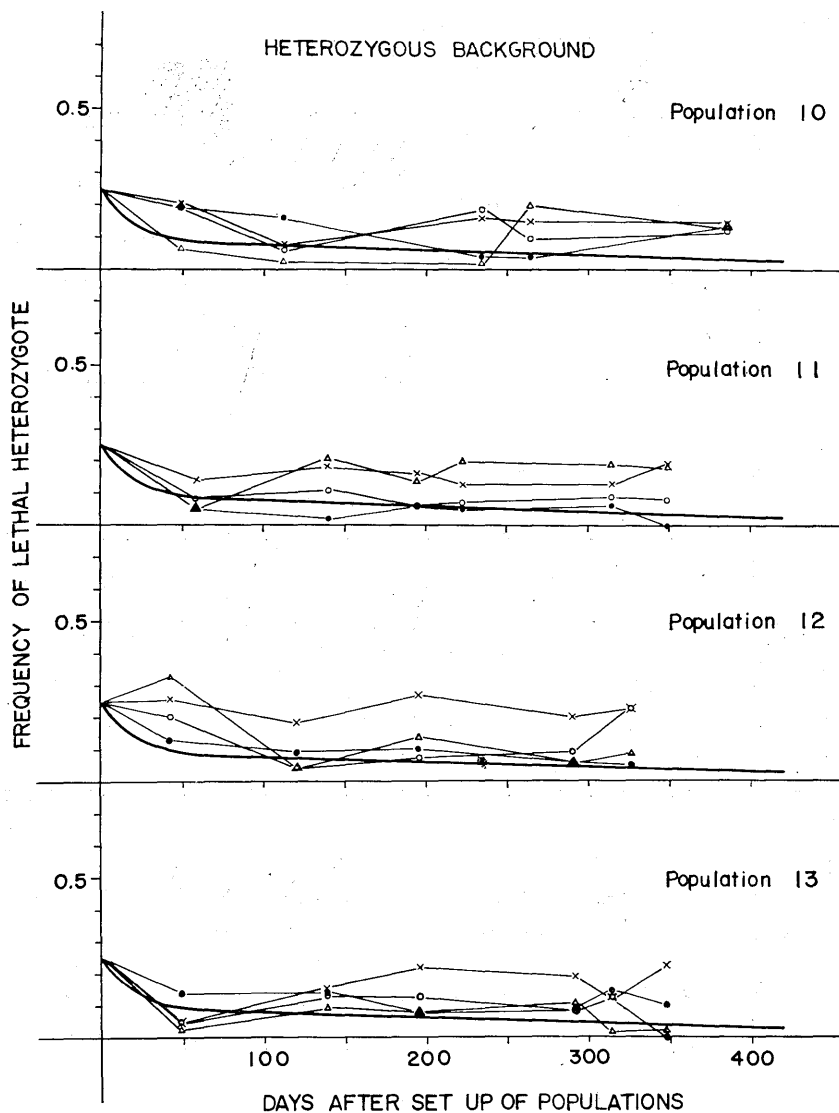 HETEROZYGOUS BACKGROUND
0.5
Population 10
0.5
Population 11
0.5
Population 12
0.5
Population 13
100 200 300 400
DAYS AFTER SET UP OF POPULATIONS
FREQUENCY OF LETHAL HETEROZYGOTE